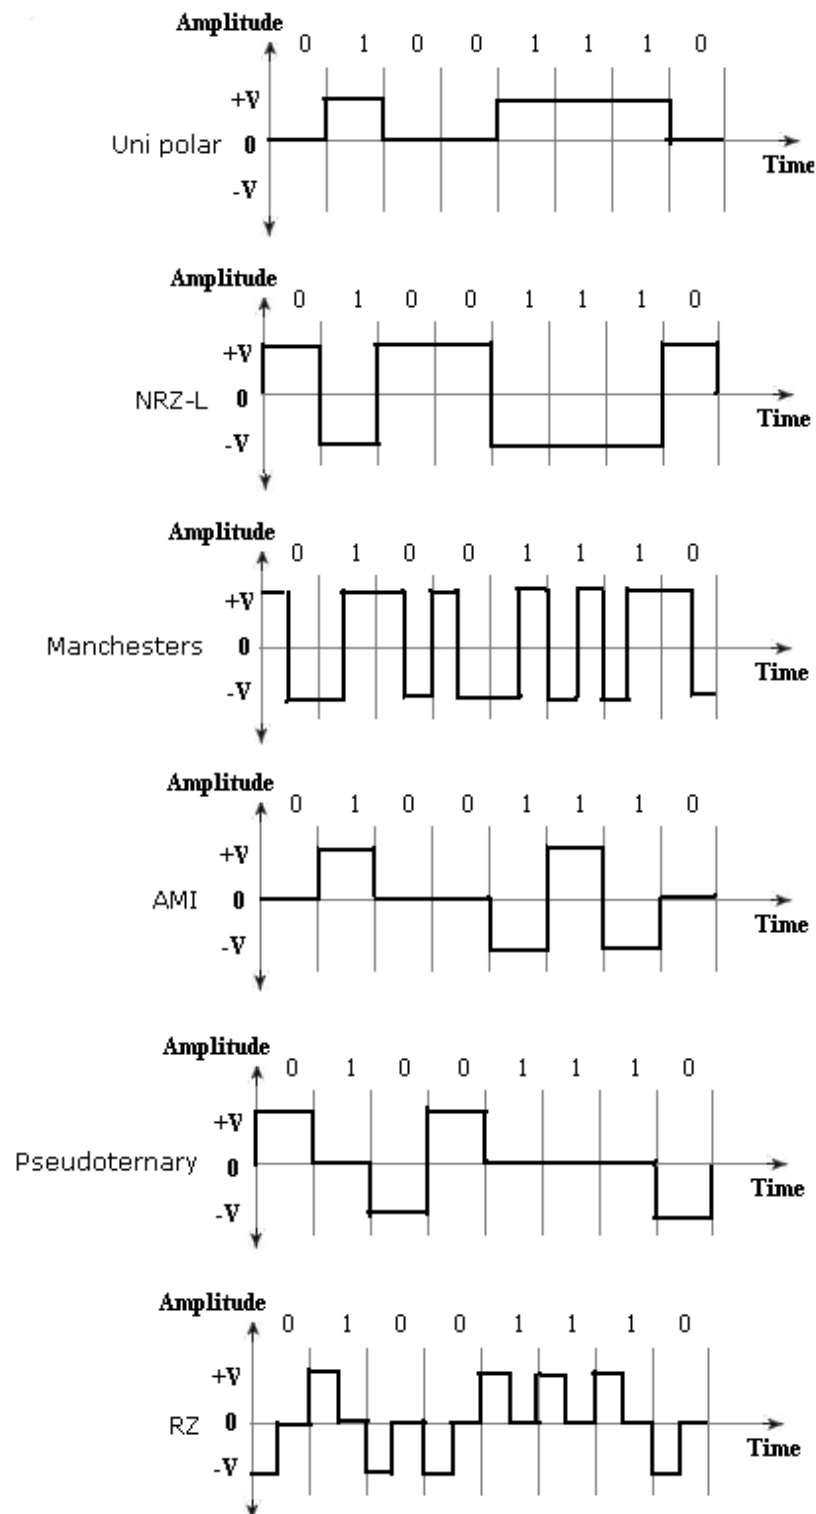 Amplitude
0 1 0 0 1 1 1 0
+V
Uni polar 0
Time
-V
Amplitude
0 1 0 0 1 1 1 0
+V
NRZ-L 0
Time
-V
Amplitude
0 1 0 0 1 1 1 0
+V
Manchesters 0
Time
-V
Amplitude
0 1 0 0 1 1 1 0
+V
AMI 0
Time
-V
Amplitude
0 1 0 0 1 1 1 0
+V
Pseudoternary 0
Time
-V
Amplitude
0 1 0 0 1 1 1 0
+V
RZ 0
Time
-V